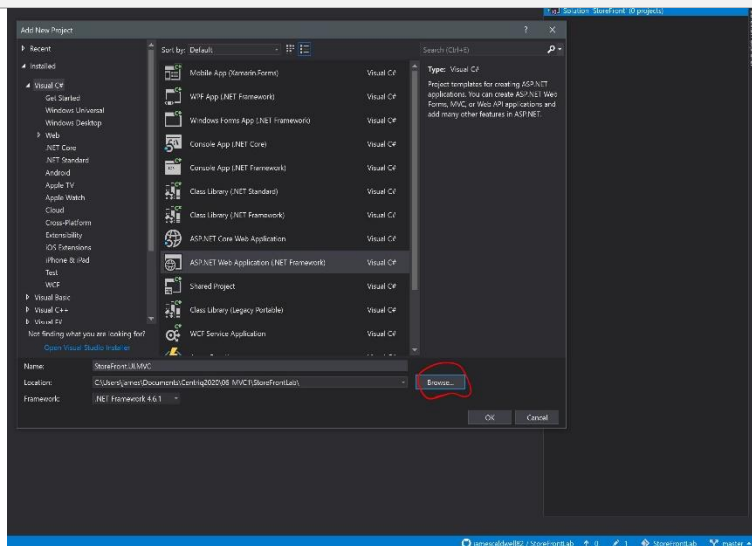 Solution 'StoreFront' (0 projects)
Add New Project
? ×
Recent
Sort by: Default
Search (Ctrl+E)
Installed
Visual C#
Get Started
Windows Universal
Windows Desktop
Web
.NET Core
.NET Standard
Android
Apple TV
Apple Watch
Cloud
Cross-Platform
Extensibility
iOS Extensions
iPhone & iPad
Test
WCF
Visual Basic
Visual C++
Visual F#
Not finding what you are looking for?
Open Visual Studio Installer
Mobile App (Xamarin.Forms) Visual C#
WPF App (.NET Framework) Visual C#
Windows Forms App (.NET Framework) Visual C#
Console App (.NET Core) Visual C#
Console App (.NET Framework) Visual C#
Class Library (.NET Standard) Visual C#
Class Library (.NET Framework) Visual C#
ASP.NET Core Web Application Visual C#
ASP.NET Web Application (.NET Framework) Visual C#
Shared Project Visual C#
Class Library (Legacy Portable) Visual C#
WCF Service Application Visual C#
Type: Visual C#
Project templates for creating ASP.NET
applications. You can create ASP.NET Web
Forms, MVC, or Web API applications and
add many other features in ASP.NET.
Name: StoreFront.UI.MVC
Location: C:\Users\james\Documents\Centriq2020\06_MVC1\StoreFrontLab\
Browse...
Framework: .NET Framework 4.6.1
OK Cancel
jamescaldwell82 / StoreFrontLab 0 1 StoreFrontLab master